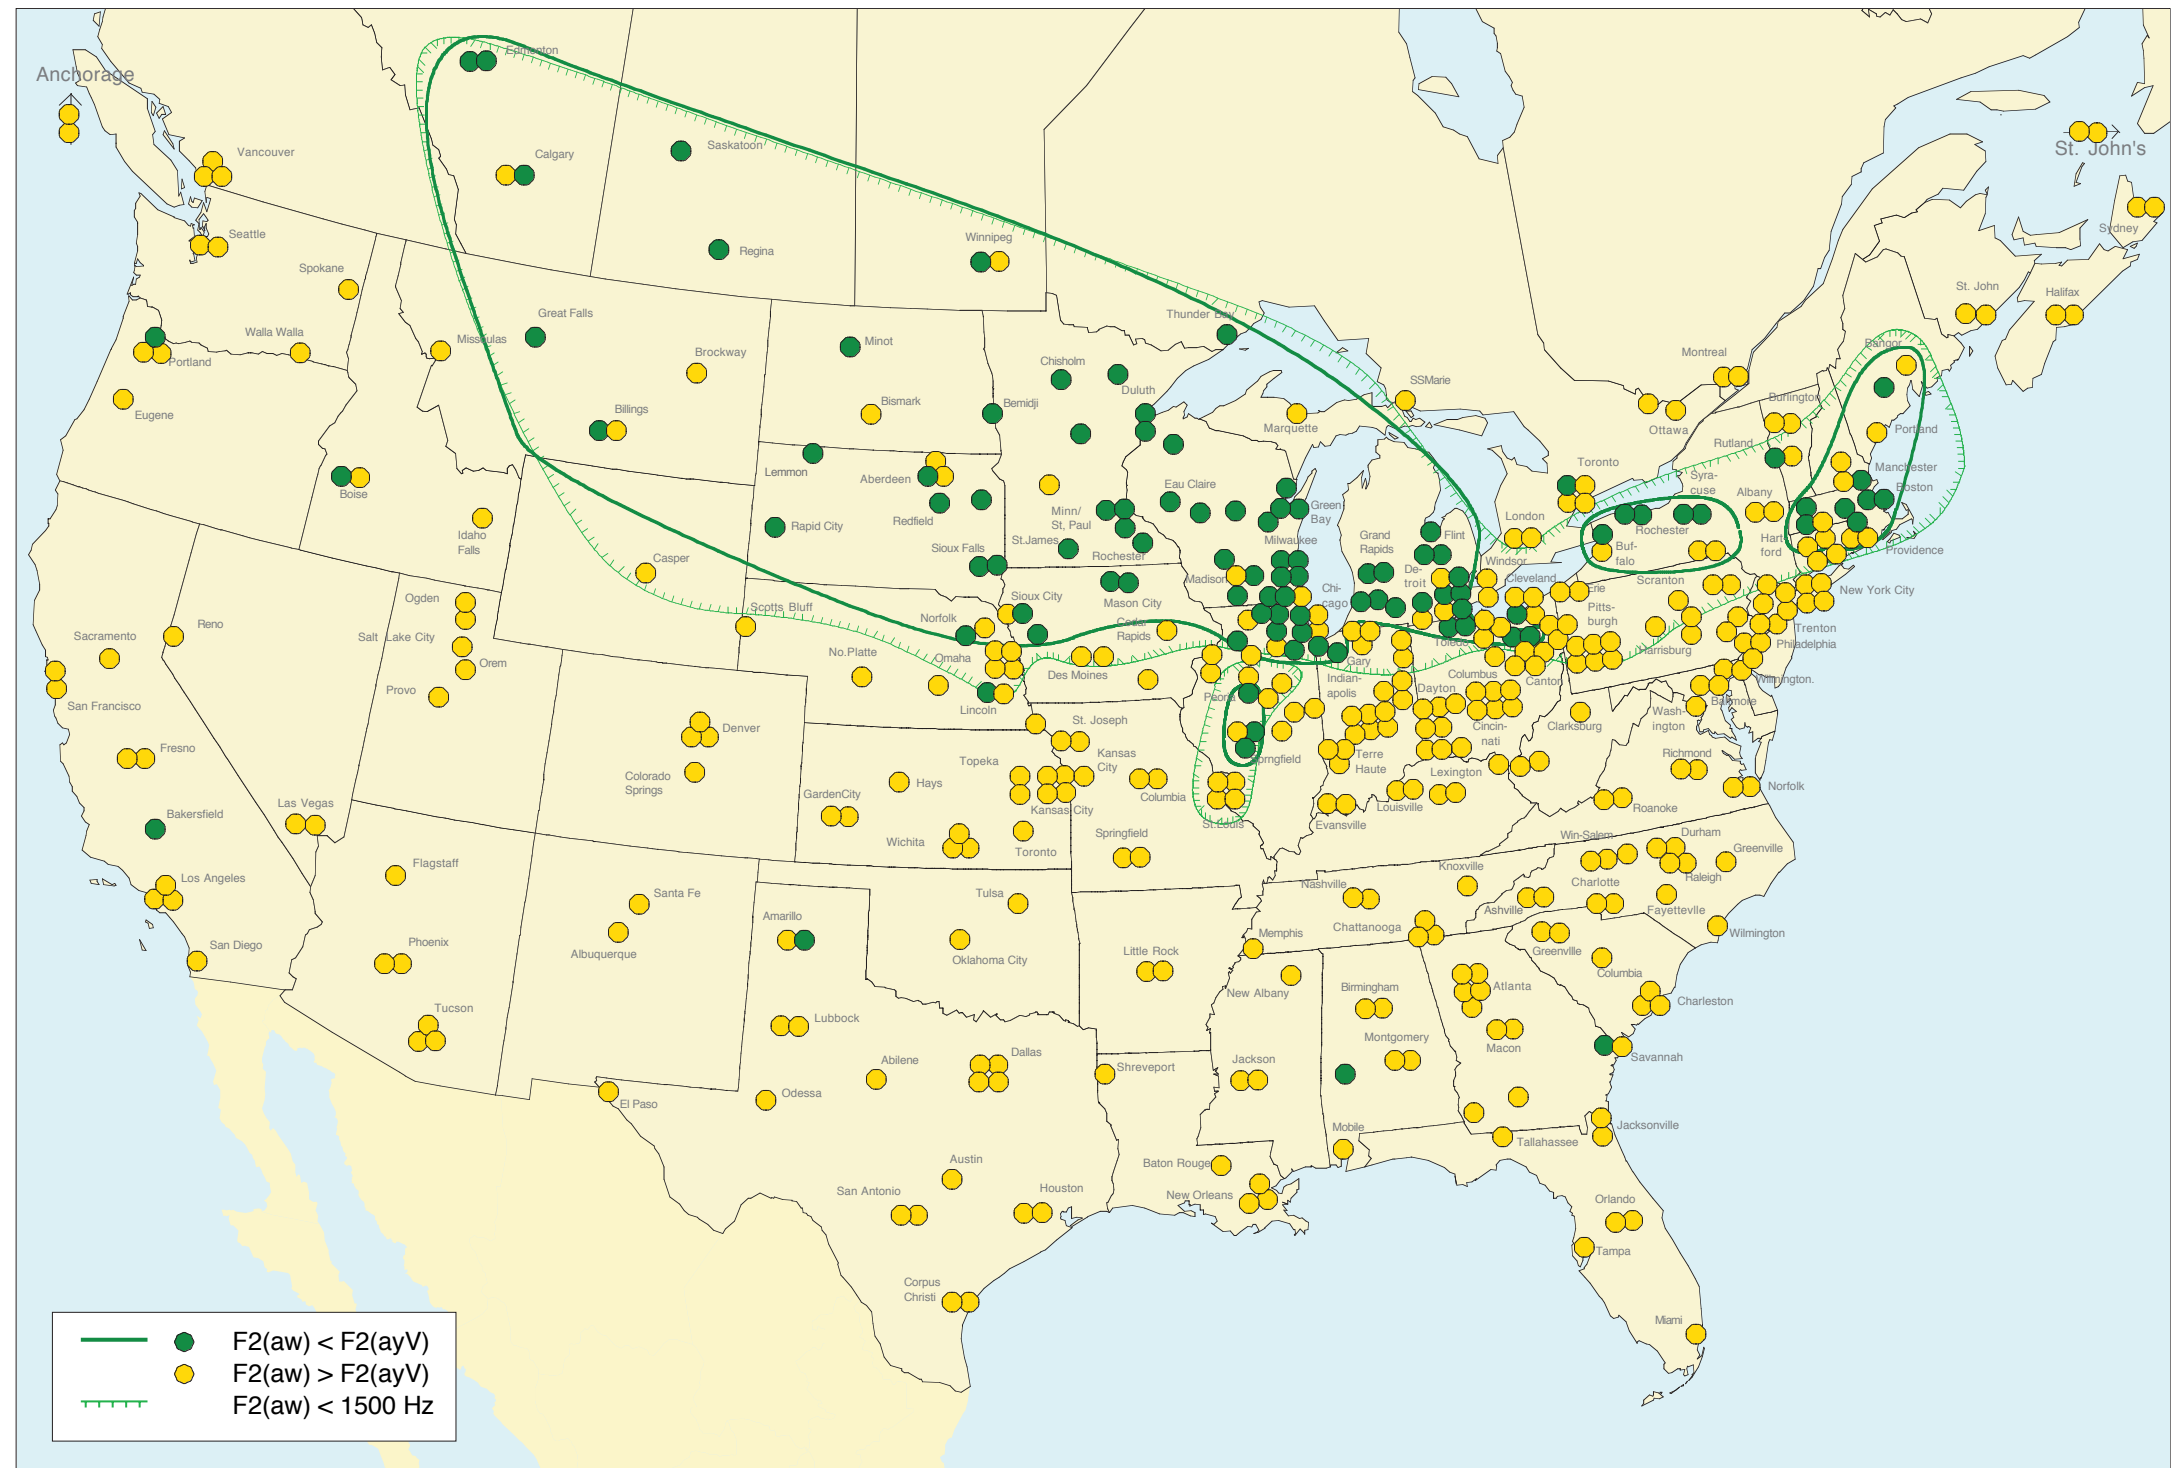 Edmonton
Anchorage
Vancouver
Calgary
Saskatoon
St. John's
Seattle
Spokane
Regina
Winnipeg
Sydney
Walla Walla
Portland
Eugene
Missoulas
Great Falls
Brockway
Minot
Thunder Bay
St. John
Halifax
Billings
Bismark
Bemidji
Chisholm
Duluth
SSMarie
Marquette
Montreal
Ottawa
Burlington
Bangor
Rutland
Portland
Boise
Idaho
Falls
Lemmon
Aberdeen
Redfield
Rapid City
Eau Claire
Green
Bay
Minn/
St, Paul
St.James
Rochester
Milwaukee
Grand
Rapids
Flint
Toronto
London
Windsor
Syra-
cuse
Albany
Manchester
Boston
Rochester
Buf-
falo
Hart-
ford
Providence
Casper
Sioux Falls
Madison
De-
troit
Cleveland
Erie
Scranton
New York City
Ogden
Salt Lake City
Orem
Provo
Scotts Bluff
Norfolk
Sioux City
Mason City
Cedar
Rapids
Chi-
cago
Gary
Toledo
Pitts-
burgh
Harrisburg
Trenton
Philadelphia
Wilmington.
Reno
Sacramento
San Francisco
No.Platte
Omaha
Lincoln
Des Moines
Peoria
Indian-
apolis
Dayton
Columbus
Canton
Clarksburg
Wash-
ington
Baltmore
Fresno
Denver
Colorado
Springs
St. Joseph
Kansas
City
Topeka
Hays
GardenCity
Kansas City
Columbia
Sprngfield
Terre
Haute
Cincin-
nati
Lexington
Richmond
Norfolk
Roanoke
Bakersfield
Las Vegas
Wichita
Toronto
Springfield
St.Louis
Evansville
Louisville
Los Angeles
Flagstaff
Santa Fe
Amarillo
Tulsa
Nashville
Knoxville
Win-Salem
Durham
Greenville
Raleigh
Charlotte
Ashville
Fayettevlle
San Diego
Phoenix
Albuquerque
Oklahoma City
Little Rock
Memphis
Chattanooga
Greenvllle
Wilmington
Columbia
Tucson
Lubbock
New Albany
Birmingham
Atlanta
Charleston
Abilene
Dallas
Shreveport
Jackson
Montgomery
Macon
Savannah
El Paso
Odessa
Mobile
Tallahassee
Jacksonville
Austin
San Antonio
Houston
Baton Rouge
New Orleans
Orlando
Tampa
Corpus
Christi
Miami
F2(aw) < F2(ayV)
F2(aw) > F2(ayV)
F2(aw) < 1500 Hz